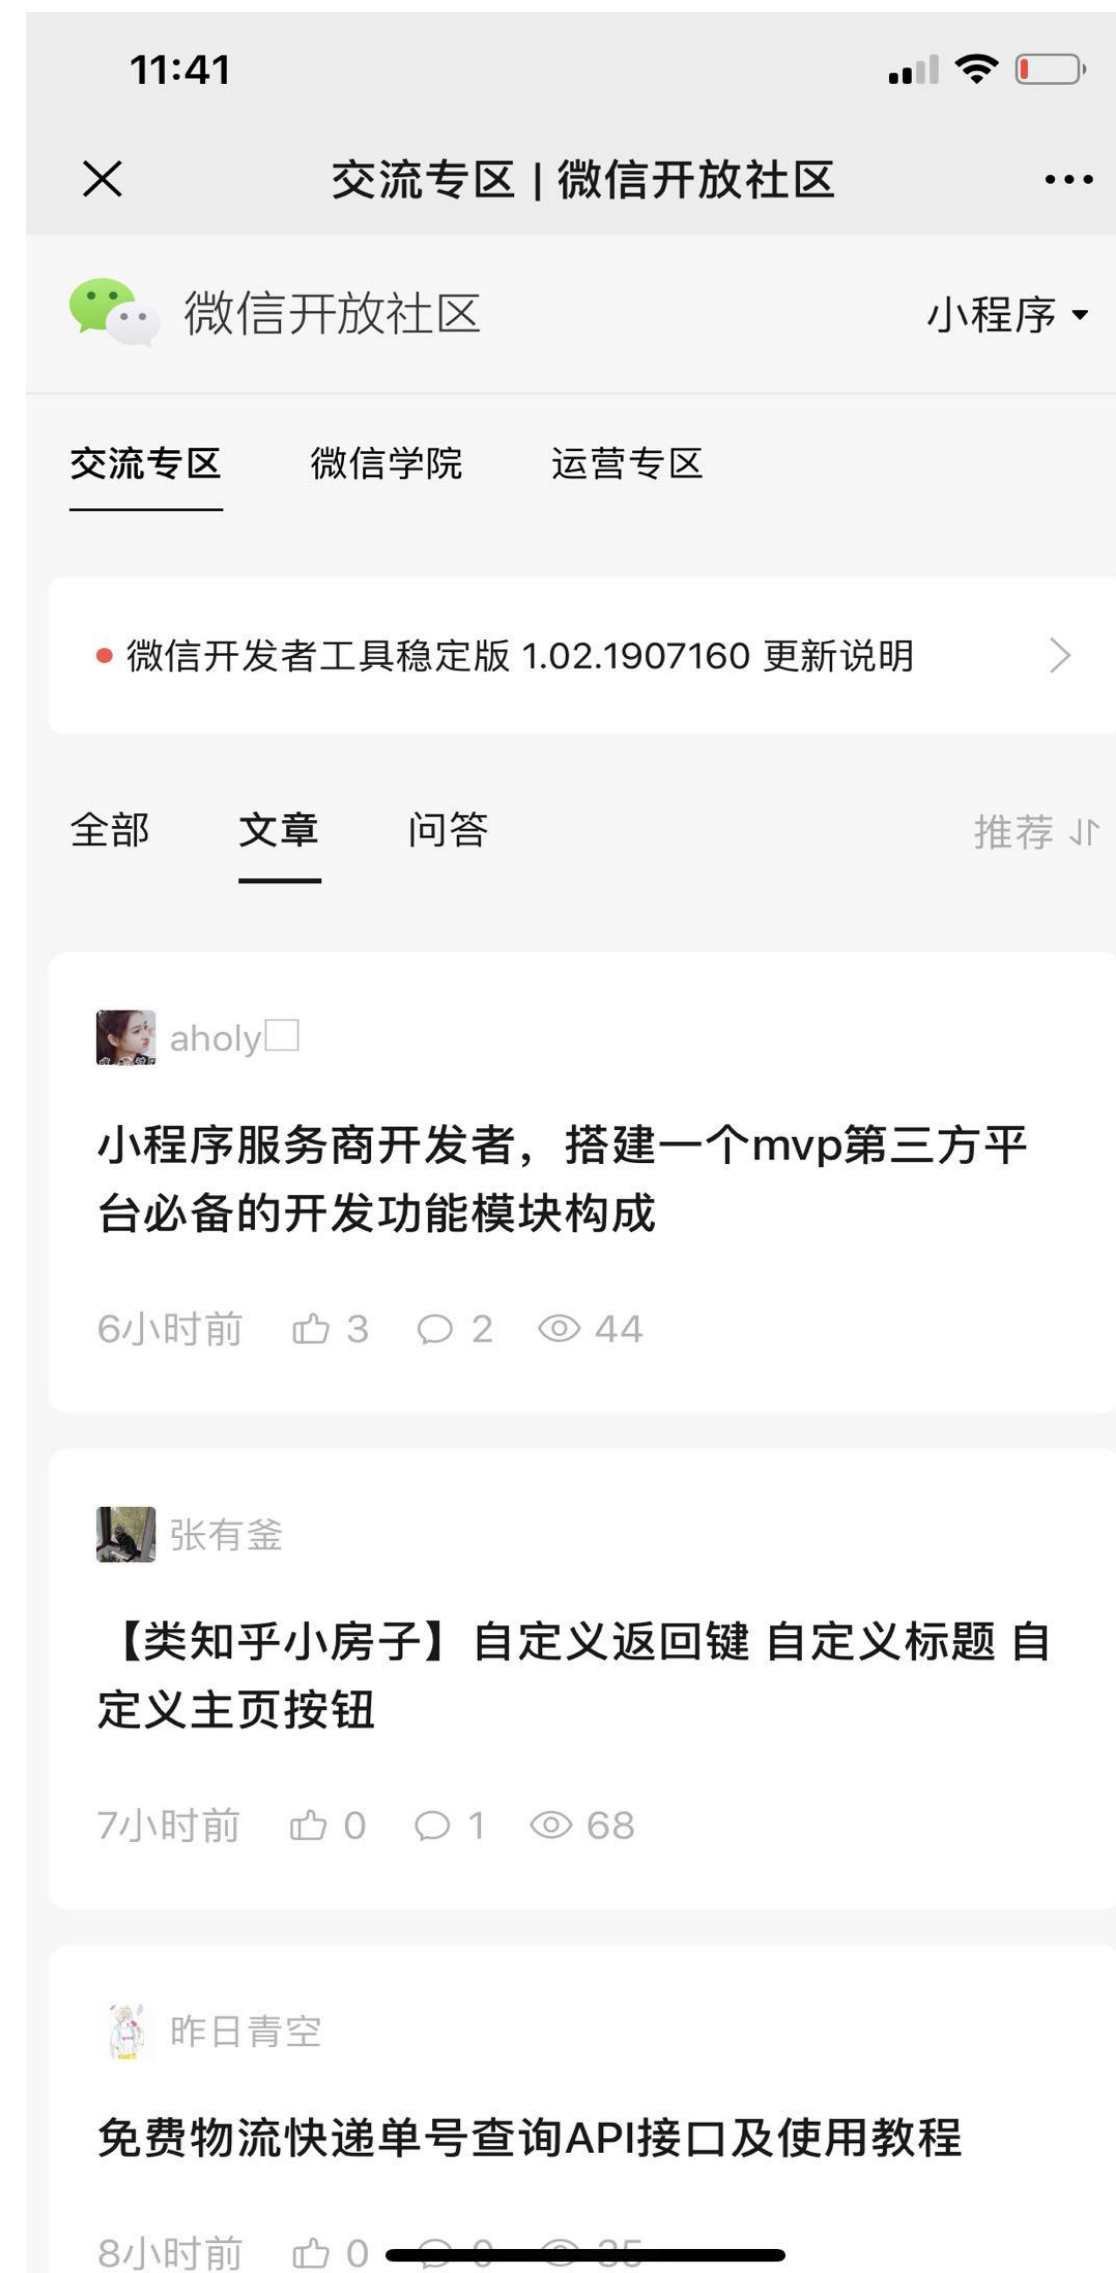 11:41
交流专区 | 微信开放社区
微信开放社区
小程序
交流专区 微信学院 运营专区
微信开发者工具稳定版 1.02.1907160 更新说明
全部 文章 问答 推荐
aholy
小程序服务商开发者，搭建一个mvp第三方平
台必备的开发功能模块构成
6小时前 3 2 44
张有釜
【类知乎小房子】自定义返回键 自定义标题 自
定义主页按钮
7小时前 0 1 68
昨日青空
免费物流快递单号查询API接口及使用教程
8小时前 0 0 35